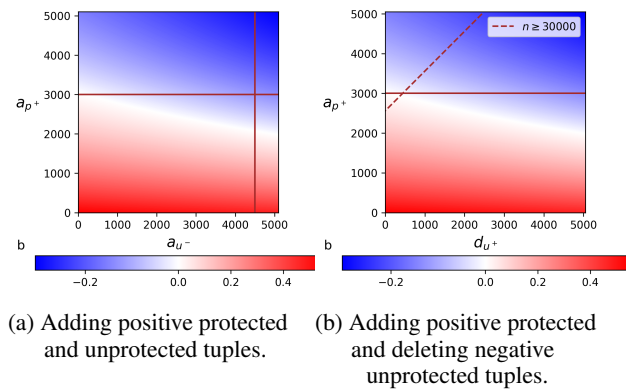 5000
4000
3000
2000
1000
0
a_{p^+}
0 1000 2000 3000 4000 5000
a_{u^-}
b
−0.2 0.0 0.2 0.4
(a) Adding positive protected
and unprotected tuples.
n ≥ 30000
5000
4000
3000
2000
1000
0
a_{p^+}
0 1000 2000 3000 4000 5000
d_{u^+}
b
−0.2 0.0 0.2 0.4
(b) Adding positive protected
and deleting negative
unprotected tuples.